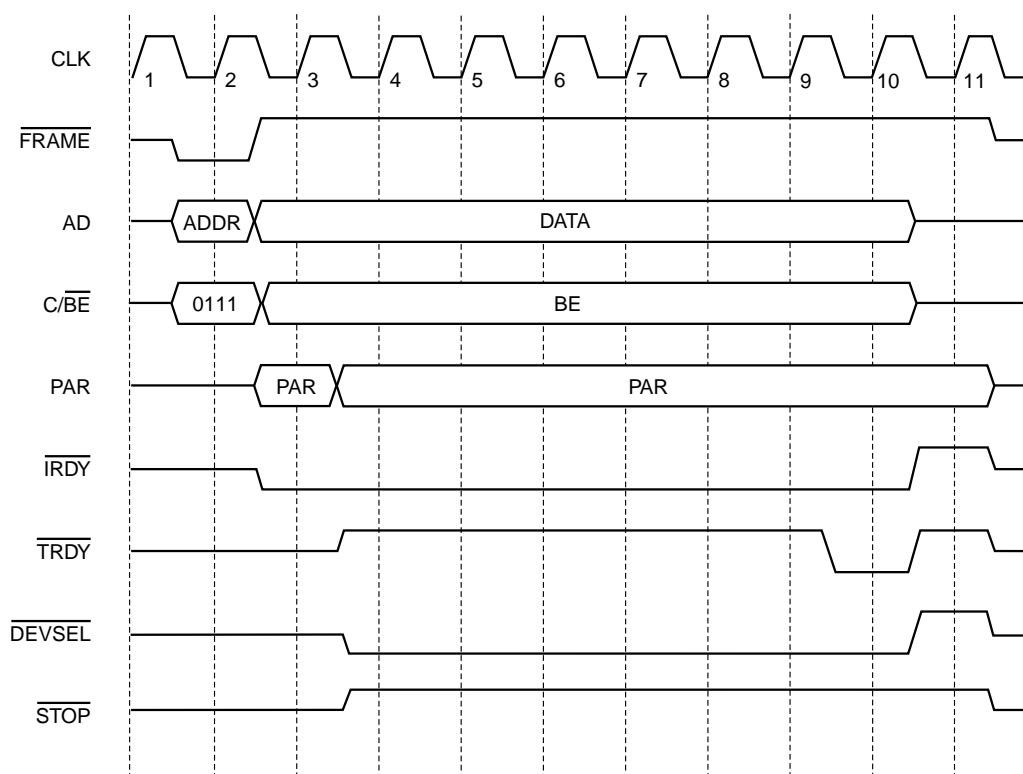 CLK
1 2 3 4 5 6 7 8 9 10 11
FRAME
AD ADDR DATA
C/BE 0111 BE
PAR PAR PAR
IRDY
TRDY
DEVSEL
STOP